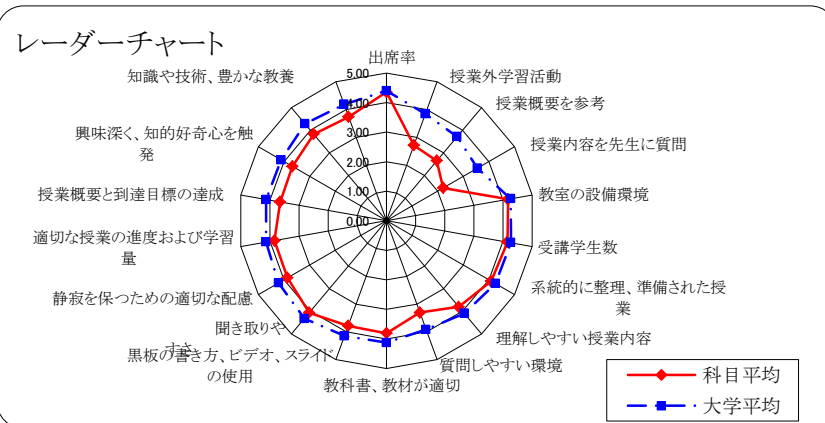 レーダーチャート
出席率
授業外学習活動
授業概要を参考
授業内容を先生に質問
教室の設備環境
受講学生数
系統的に整理、準備された授
業
理解しやすい授業内容
質問しやすい環境
教科書、教材が適切
黒板の書き方、ビデオ、スライド
の使用
聞き取りや
すさ
静寂を保つための適切な配慮
適切な授業の進度および学習
量
授業概要と到達目標の達成
興味深く、知的好奇心を触
発
知識や技術、豊かな教養
5.00
4.00
3.00
2.00
1.00
0.00
科目平均
大学平均